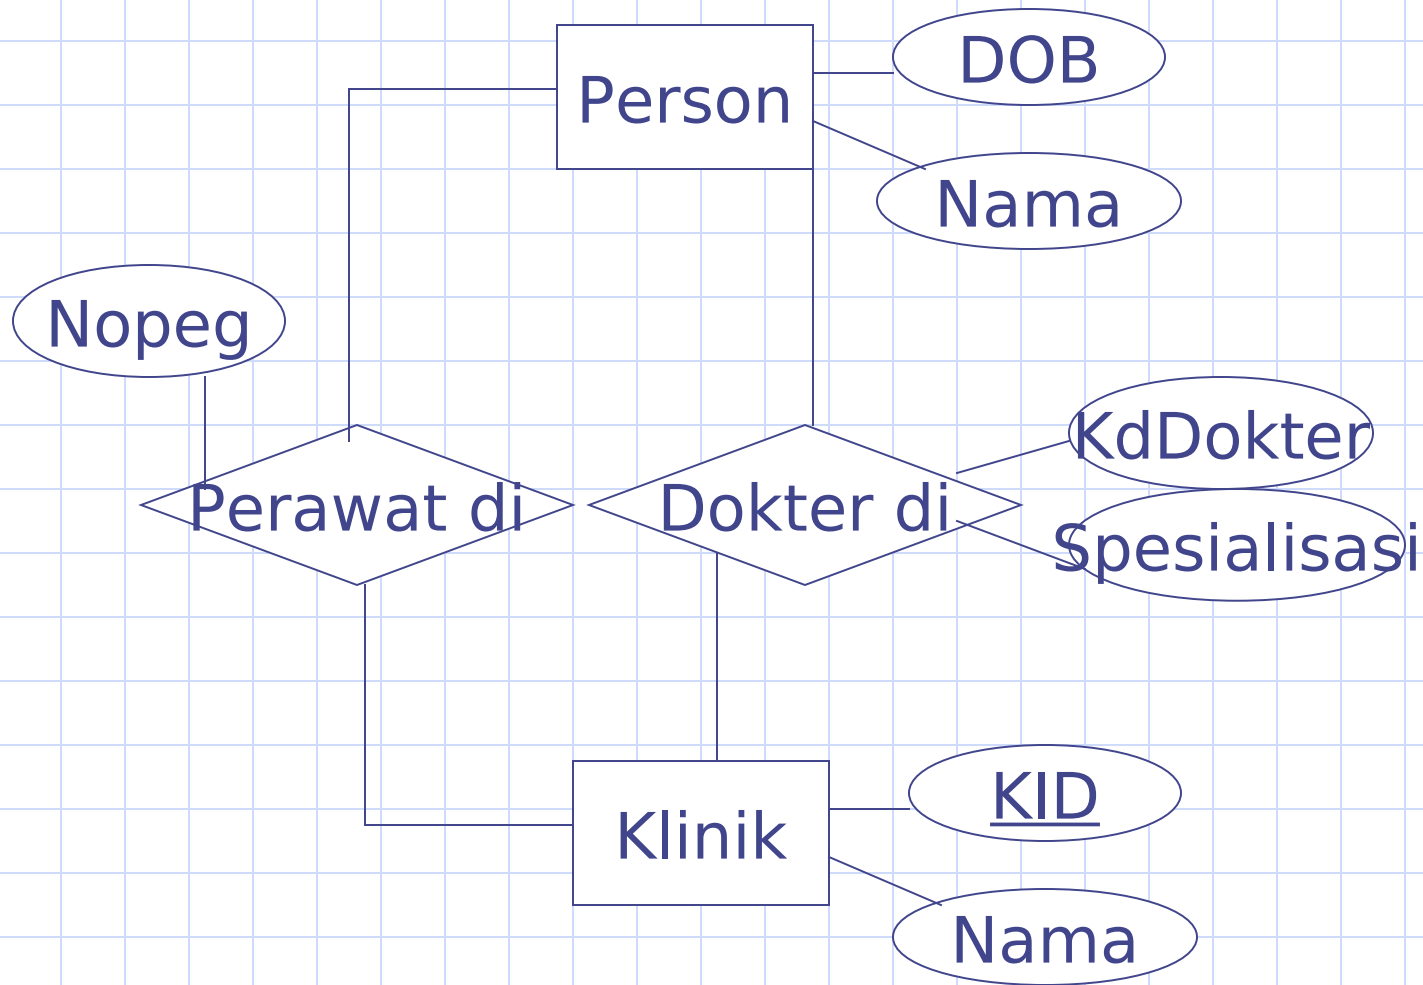 DOB
Person
Nama
Nopeg
KdDokter
Perawat di
Dokter di
Spesialisasi
KID
Klinik
Nama